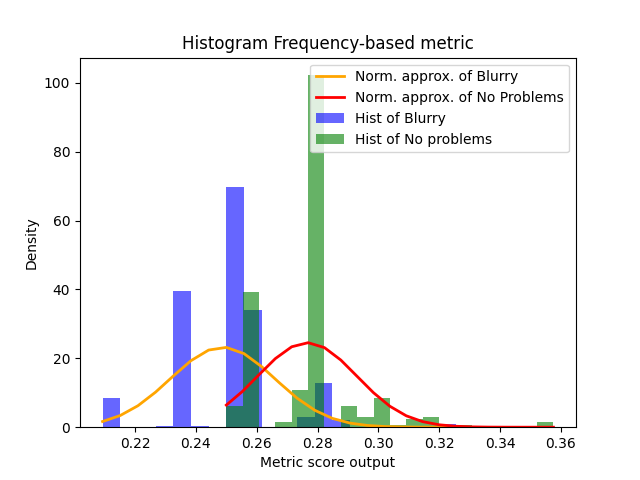 Histogram Frequency-based metric
Norm. approx. of Blurry
Norm. approx. of No Problems
Hist of Blurry
Hist of No problems
Density
100
80
60
40
20
0
0.22 0.24 0.26 0.28 0.30 0.32 0.34 0.36
Metric score output